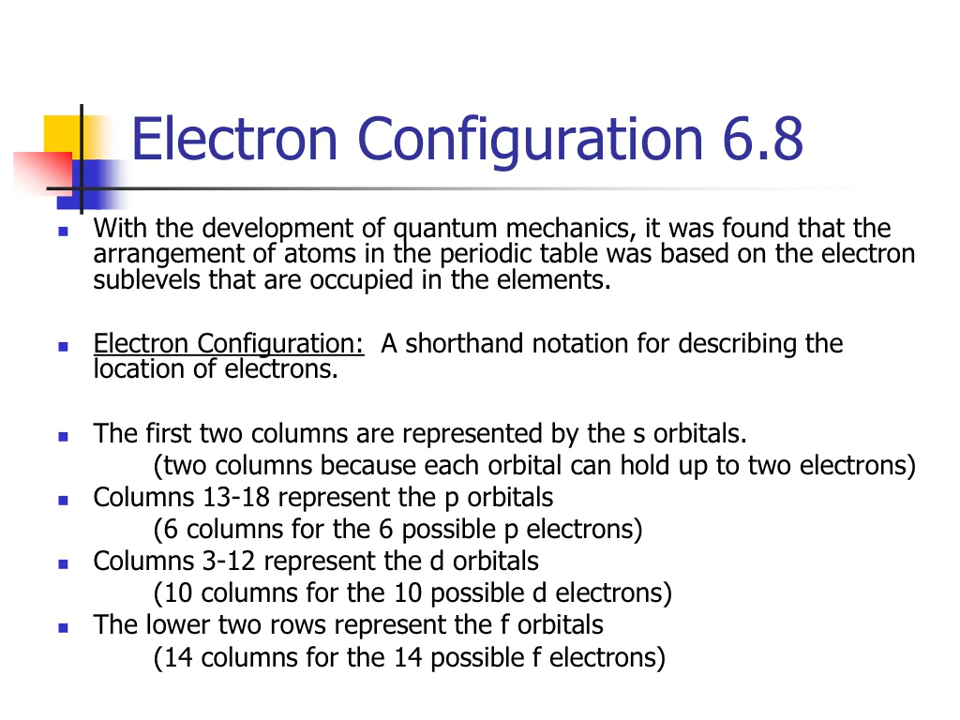 Electron Configuration 6.8
With the development of quantum mechanics, it was found that the
arrangement of atoms in the periodic table was based on the electron
sublevels that are occupied in the elements.
Electron Configuration: A shorthand notation for describing the
location of electrons.
The first two columns are represented by the s orbitals.
(two columns because each orbital can hold up to two electrons)
Columns 13-18 represent the p orbitals
(6 columns for the 6 possible p electrons)
Columns 3-12 represent the d orbitals
(10 columns for the 10 possible d electrons)
The lower two rows represent the f orbitals
(14 columns for the 14 possible f electrons)